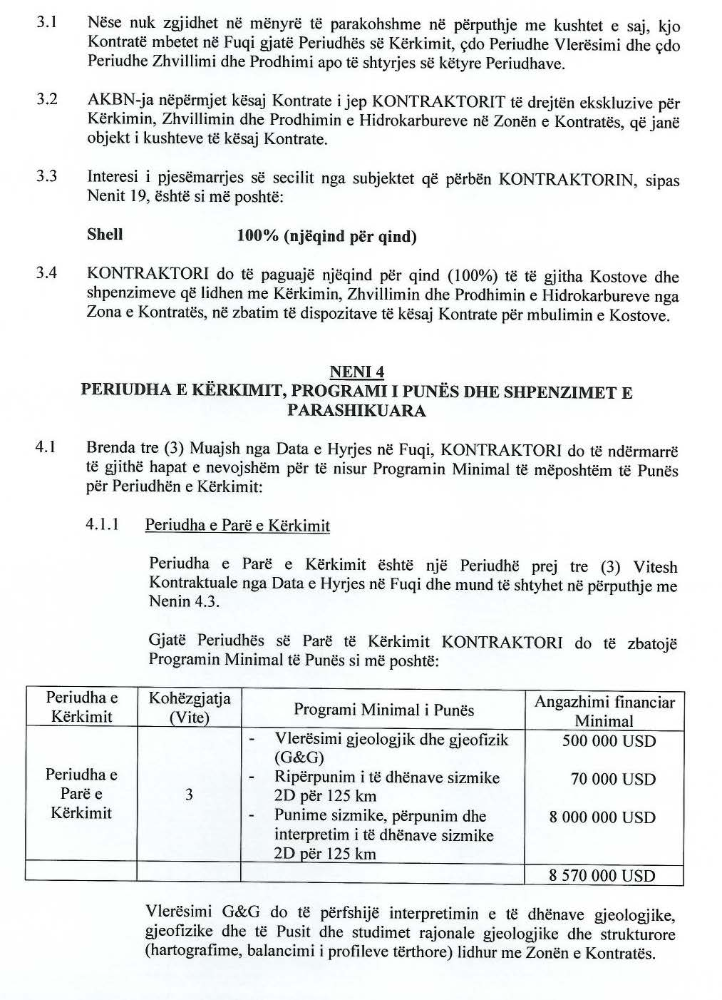 3.1 Nëse nuk zgjidhet në mënyrë të parakohshme në përputhje me kushtet e saj, kjo
Kontratë mbetet në Fuqi gjatë Periudhës së Kërkimit, çdo Periudhe Vlerësimi dhe çdo
Periudhe Zhvillimi dhe Prodhimi apo të shtyrjes së këtyre Periudhave.
3.2 AKBN-ja nëpërmjet kësaj Kontrate i jep KONTRAKTORIT të drejtën ekskluzive për
Kërkimin, Zhvillimin dhe Prodhimin e Hidrokarbureve në Zonën e Kontratës, që janë
objekt i kushteve të kësaj Kontrate.
3.3 Interesi i pjesëmarrjes së secilit nga subjektet që përbën KONTRAKTORIN, sipas
Nenit 19, është si më poshtë:
Shell 100% (njëqind për qind)
3.4 KONTRAKTORI do të paguajë njëqind për qind (100%) të të gjitha Kostove dhe
shpenzimeve që lidhen me Kërkimin, Zhvillimin dhe Prodhimin e Hidrokarbureve nga
Zona e Kontratës, në zbatim të dispozitave të kësaj Kontrate për mbulimin e Kostove.
NENI 4
PERIUDHA E KËRKIMIT, PROGRAMI I PUNËS DHE SHPENZIMET E
PARASHIKUARA
4.1 Brenda tre (3) Muajsh nga Data e Hyrjes në Fuqi, KONTRAKTORI do të ndërmarrë
të gjithë hapat e nevojshëm për të nisur Programin Minimal të mëposhtëm të Punës
për Periudhën e Kërkimit:
4.1.1 Periudha e Parë e Kërkimit
Periudha e Parë e Kërkimit është një Periudhë prej tre (3) Vitesh
Kontraktuale nga Data e Hyrjes në Fuqi dhe mund të shtyhet në përputhje me
Nenin 4.3.
Gjatë Periudhës së Parë të Kërkimit KONTRAKTORI do të zbatojë
Programin Minimal të Punës si më poshtë:
Periudha e Kërkimit
Kohëzgjatja (Vite)
Programi Minimal i Punës
Angazhimi financiar Minimal
Periudha e
Parë e
Kërkimit
3
- Vlerësimi gjeologjik dhe gjeofizik 500 000 USD
(G&G)
- Ripërpunim i të dhënave sizmike 70 000 USD
2D për 125 km
- Punime sizmike, përpunim dhe 8 000 000 USD
interpretim i të dhënave sizmike
2D për 125 km
8 570 000 USD
Vlerësimi G&G do të përfshijë interpretimin e të dhënave gjeologjike,
gjeofizike dhe të Pusit dhe studimet rajonale gjeologjike dhe strukturore
(hartografime, balancimi i profileve tërthore) lidhur me Zonën e Kontratës.